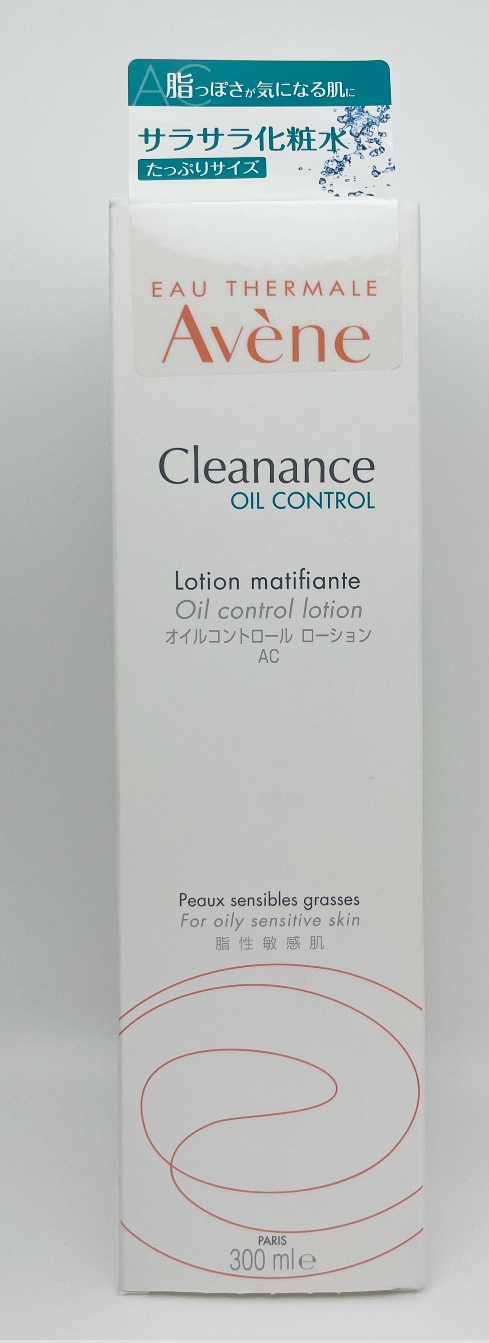 AC
脂っぽさが気になる肌に
サラサラ化粧水
たっぷりサイズ
EAU THERMALE
Avène
Cleanance
OIL CONTROL
Lotion matifiante
Oil control lotion
オイルコントロール ローション
AC
Peaux sensibles grasses
For oily sensitive skin
脂性敏感肌
PARIS
300 ml e